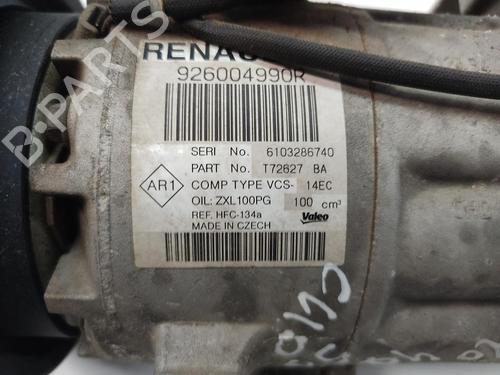 RENAU
926004990R
SERI No. 6103286740
PART No. T72827 BA
AR1
COMP TYPE VCS- 14EC
OIL: ZXL100PG 100 cm³
REF. HFC-134a
MADE IN CZECH
Valeo
B-PARTS